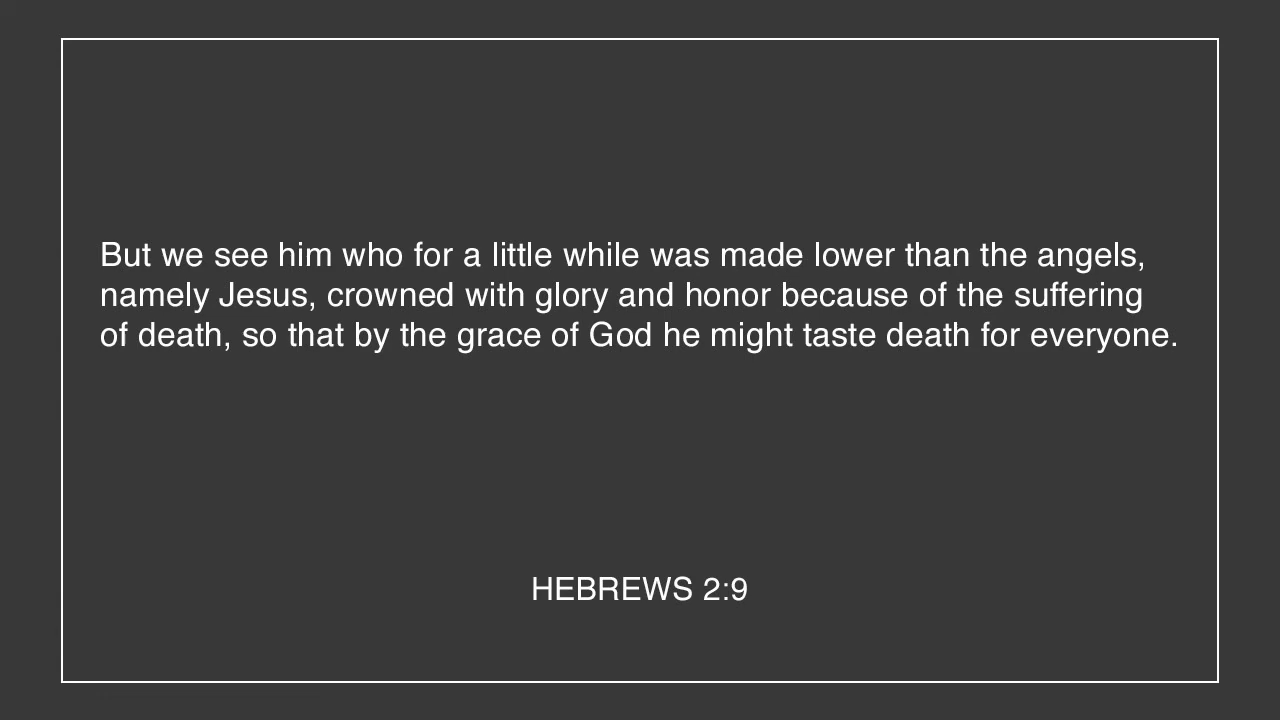 But we see him who for a little while was made lower than the angels,
namely Jesus, crowned with glory and honor because of the suffering
of death, so that by the grace of God he might taste death for everyone.
HEBREWS 2:9